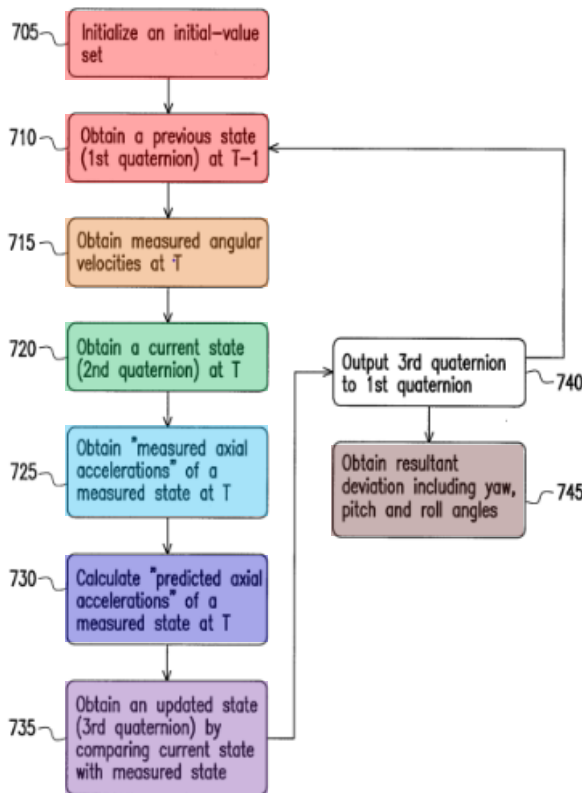 705
Initialize an initial-value
set
710
Obtain a previous state
(1st quaternion) at T-1
715
Obtain measured angular
velocities at T
720
Obtain a current state
(2nd quaternion) at T
725
Obtain "measured axial
accelerations" of a
measured state at T
730
Calculate "predicted axial
accelerations" of a
measured state at T
735
Obtain an updated state
(3rd quaternion) by
comparing current state
with measured state
Output 3rd quaternion
to 1st quaternion
740
Obtain resultant
deviation including yaw,
pitch and roll angles
745